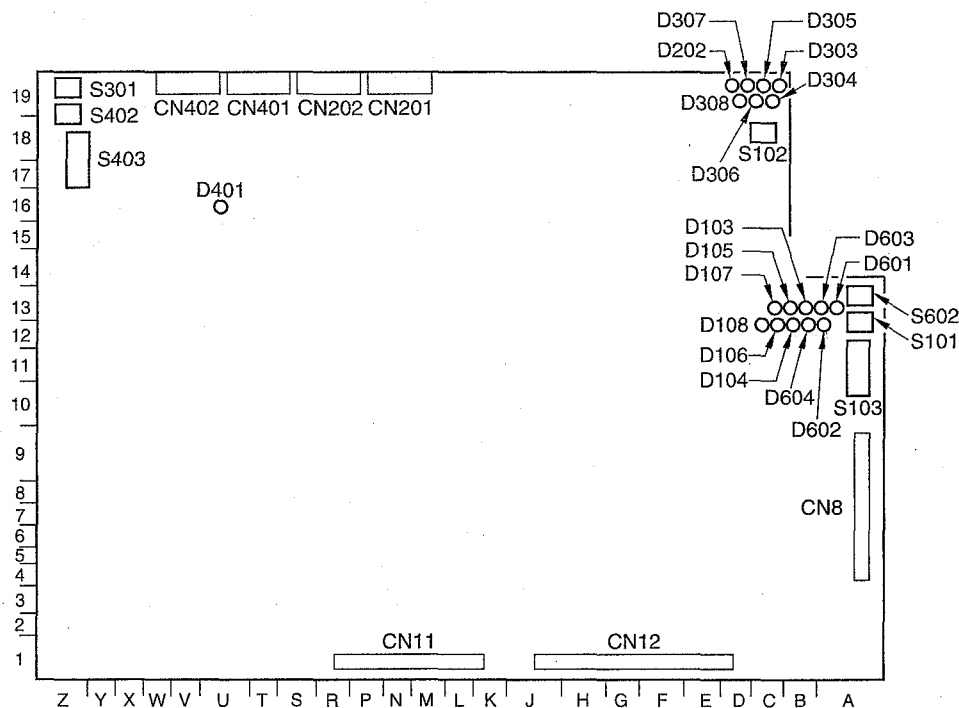 D307 D305
D202 D303
D304
D308
19 S301
S402
CN402 CN401 CN202 CN201
18 S403
S102
D306
17
D401
16
15
D103 D603
D105 D601
D107
14
13
S602
D108 S101
12
D106
D104
11
D604
S103
10
D602
9
CN8
8
7
6
5
4
3
2
CN11 CN12
1
Z Y X W V U T S R P N M L K J H G F E D C B A